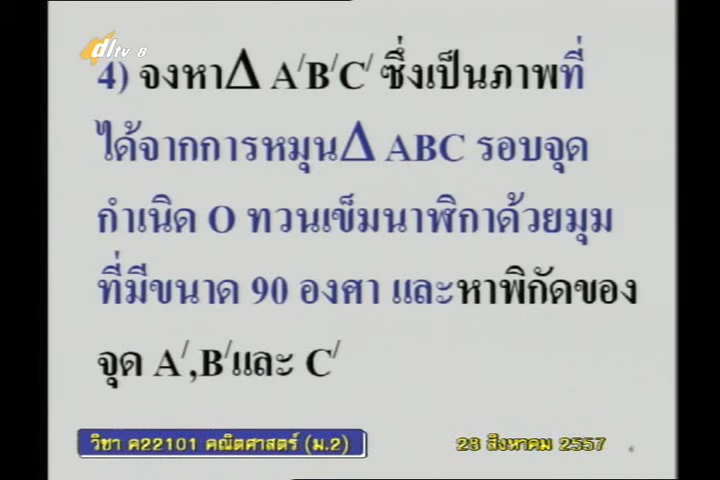 dltv 8
4) จงหาΔ A/B/C/ ซึ่งเป็นภาพที่
ได้จากการหมุนΔ ABC รอบจุด
กำเนิด O ทวนเข็มนาฬิกาด้วยมุม
ที่มีขนาด 90 องศา และหาพิกัดของ
จุด A/,B/และ C/
วิชา ค22101 คณิตศาสตร์ (ม.2) 23 สิงหาคม 2557